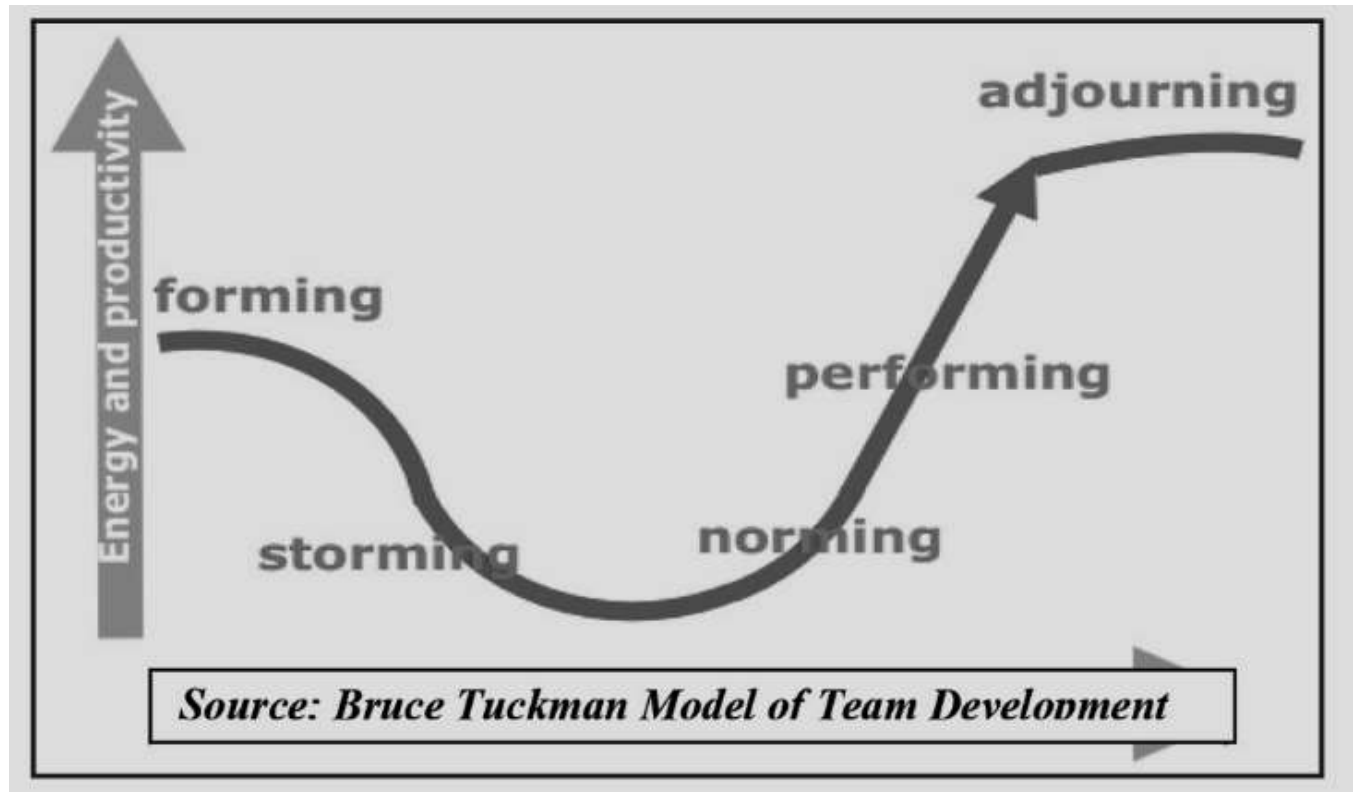 adjourning
Energy and productivity
forming
performing
norming
storming
Source: Bruce Tuckman Model of Team Development